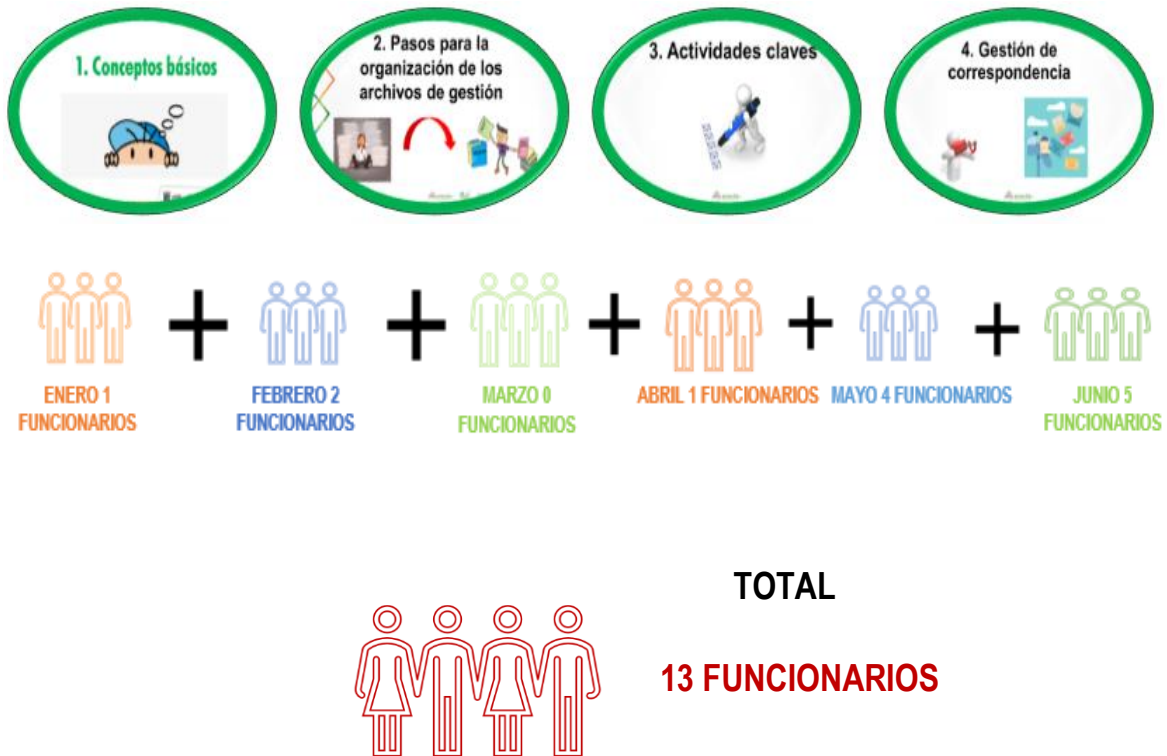 1. Conceptos básicos
2. Pasos para la
organización de los
archivos de gestión
3. Actividades claves
4. Gestión de
correspondencia
ENERO 1
FUNCIONARIOS
FEBRERO 2
FUNCIONARIOS
MARZO 0
FUNCIONARIOS
ABRIL 1 FUNCIONARIOS
MAYO 4 FUNCIONARIOS
JUNIO 5
FUNCIONARIOS
TOTAL
13 FUNCIONARIOS